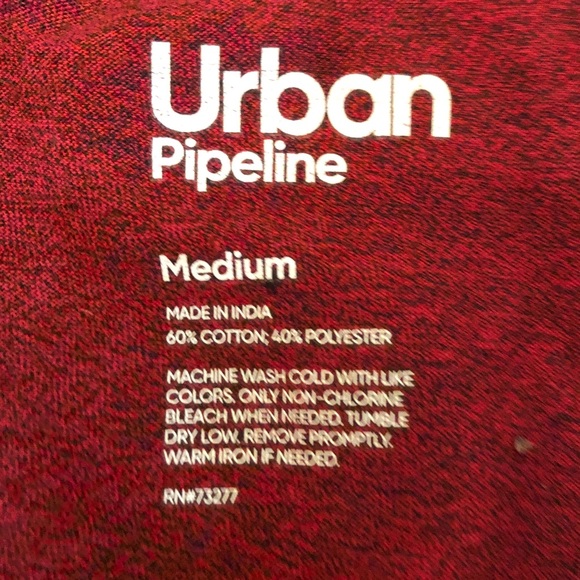 Urban
Pipeline
Medium
MADE IN INDIA
60% COTTON; 40% POLYESTER
MACHINE WASH COLD WITH LIKE
COLORS. ONLY NON-CHLORINE
BLEACH WHEN NEEDED. TUMBLE
DRY LOW. REMOVE PROMPTLY.
WARM IRON IF NEEDED.
RN#73277